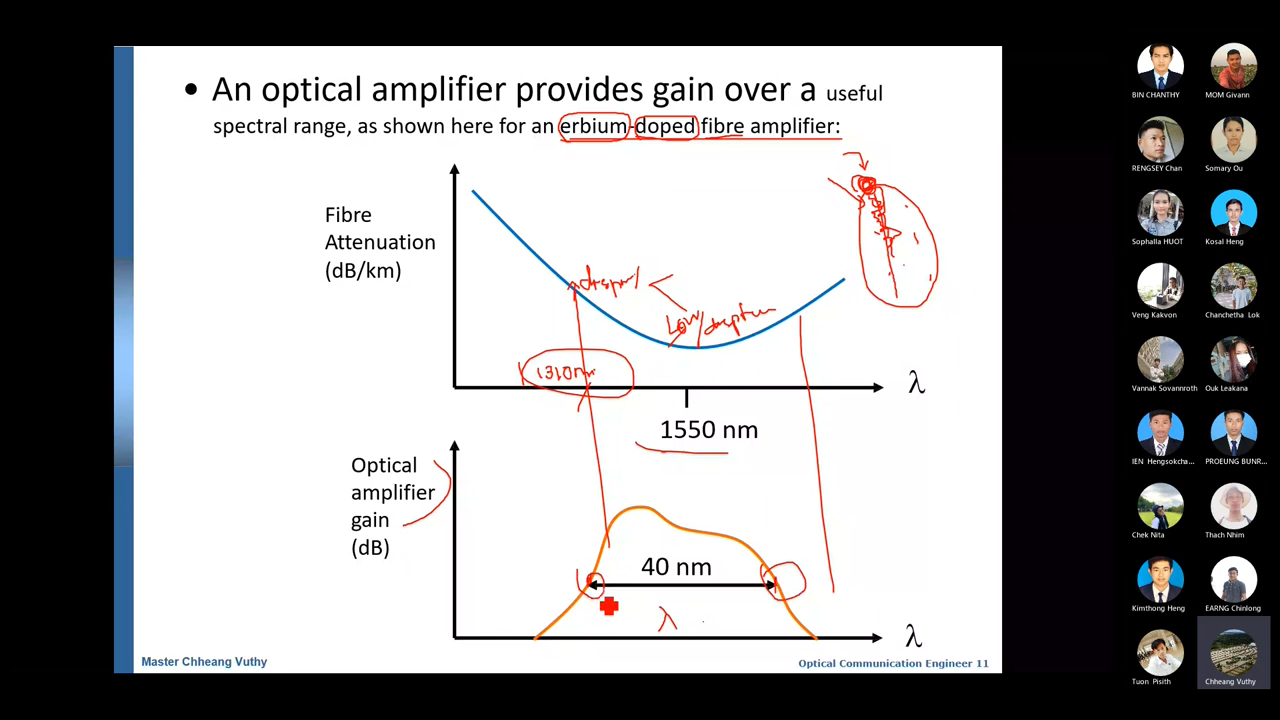 • An optical amplifier provides gain over a useful
spectral range, as shown here for an erbium-doped fibre amplifier:
Fibre
Attenuation
(dB/km)
Low
1310nm
λ
1550 nm
Optical
amplifier
gain
(dB)
40 nm
λ
λ
Master Chheang Vuthy
Optical Communication Engineer 11
BIN CHANTHY
MOM Givann
RENGSEY Chan
Somary Ou
Sophalla HUOT
Kosal Heng
Veng Kakvon
Chanchetha Lok
Vannak Sovannroth
Ouk Leakana
IEN Hengsokcha...
PROEUNG BUNR...
Chek Nita
Thach Nhim
Kimthong Heng
EARNG Chinlong
Tuon Pisith
Chheang Vuthy